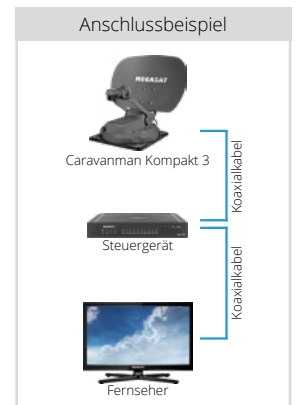 Anschlussbeispiel
MEGASAT
Caravanman Kompakt 3
Koaxialkabel
Steuergerät
Koaxialkabel
Fernseher